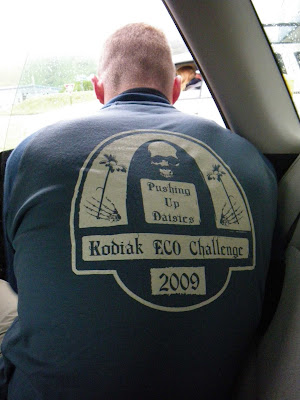 Pushing
Up
Daisies
Kodiak ECO Challenge
2009